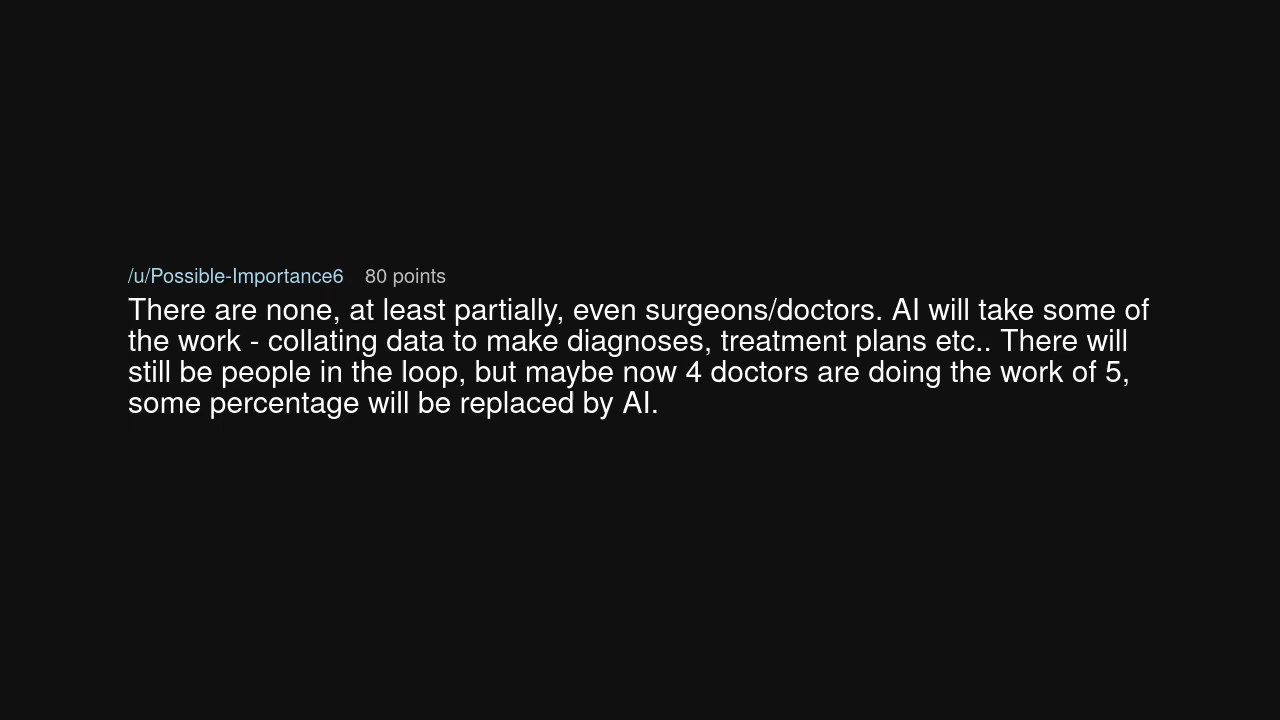 /u/Possible-Importance6 80 points
There are none, at least partially, even surgeons/doctors. AI will take some of
the work - collating data to make diagnoses, treatment plans etc.. There will
still be people in the loop, but maybe now 4 doctors are doing the work of 5,
some percentage will be replaced by AI.